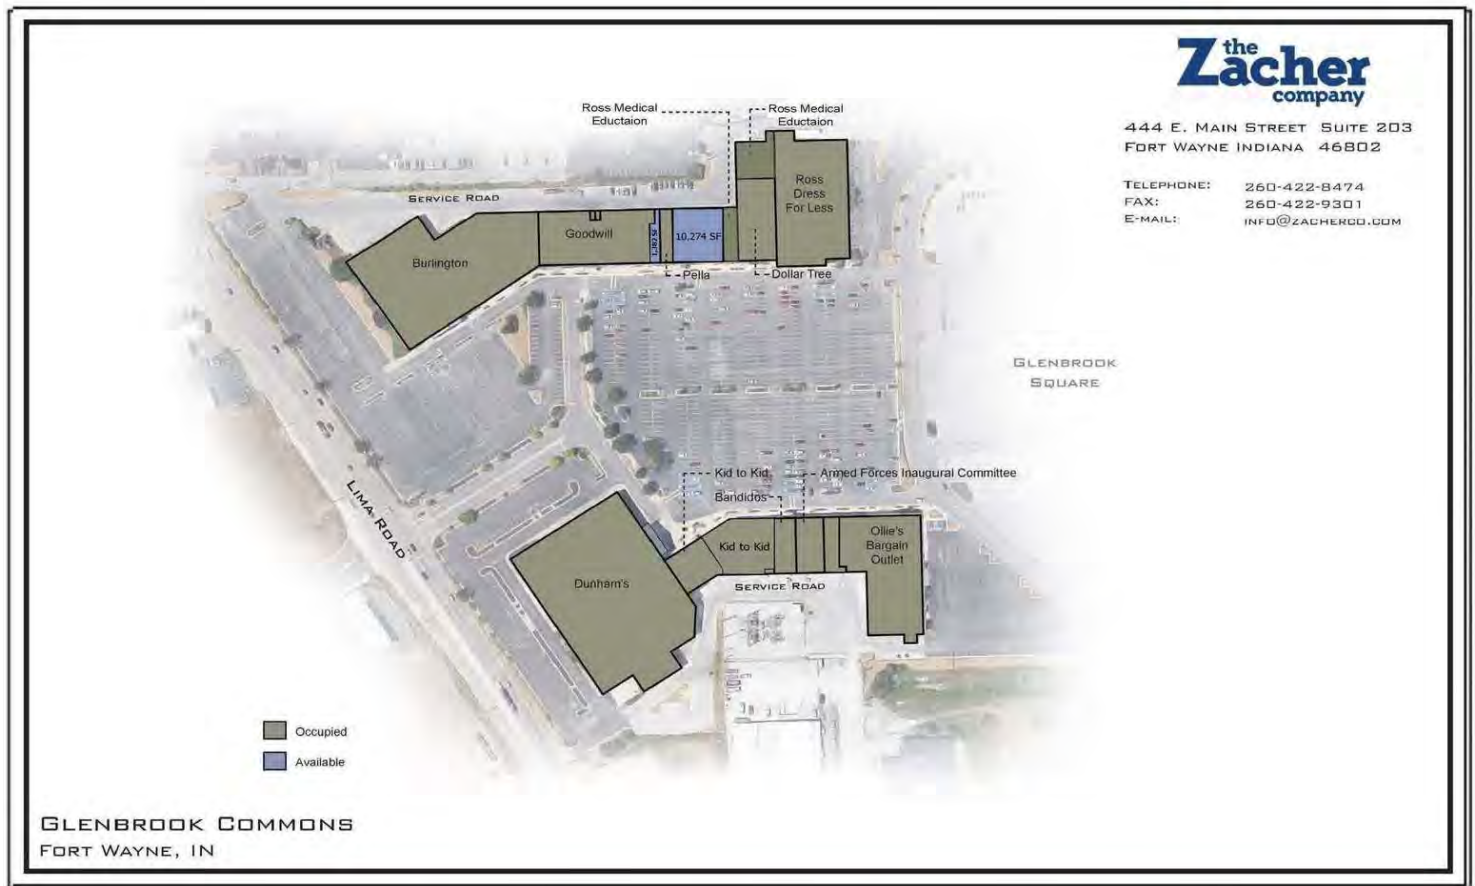 the
Zacher
company
444 E. Main Street Suite 203
Fort Wayne Indiana 46802
Telephone: 260-422-8474
Fax: 260-422-9301
E-mail: info@zacherco.com
Ross Medical
Eductaion
Ross Medical
Eductaion
Ross
Dress
For Less
Service Road
Goodwill
10,274 SF
Burlington
Pella
Dollar Tree
Glenbrook
Square
Kid to Kid
Armed Forces Inaugural Committee
Bandidos
Lima Road
Ollie's
Bargain
Outlet
Kid to Kid
Dunham's
Service Road
Occupied
Available
Glenbrook Commons
Fort Wayne, IN